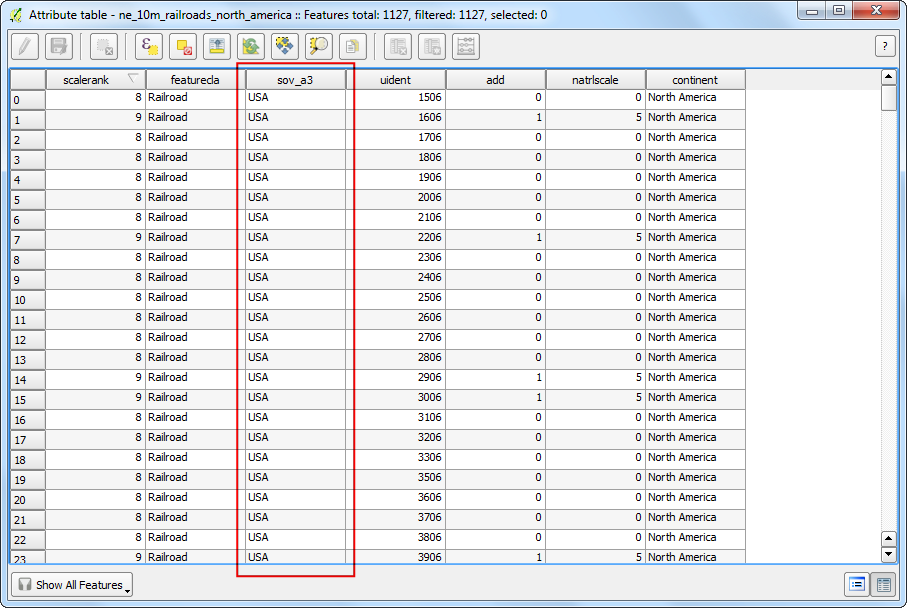 Attribute table - ne_10m_railroads_north_america :: Features total: 1127, filtered: 1127, selected: 0
ε
?
scalerank featurecla sov_a3 uident add natrlscale continent
0 8 Railroad USA 1506 0 0 North America
1 9 Railroad USA 1606 1 5 North America
2 8 Railroad USA 1706 0 0 North America
3 8 Railroad USA 1806 0 0 North America
4 8 Railroad USA 1906 0 0 North America
5 8 Railroad USA 2006 0 0 North America
6 8 Railroad USA 2106 0 0 North America
7 9 Railroad USA 2206 1 5 North America
8 8 Railroad USA 2306 0 0 North America
9 8 Railroad USA 2406 0 0 North America
10 8 Railroad USA 2506 0 0 North America
11 8 Railroad USA 2606 0 0 North America
12 8 Railroad USA 2706 0 0 North America
13 8 Railroad USA 2806 0 0 North America
14 9 Railroad USA 2906 1 5 North America
15 9 Railroad USA 3006 1 5 North America
16 8 Railroad USA 3106 0 0 North America
17 8 Railroad USA 3206 0 0 North America
18 8 Railroad USA 3306 0 0 North America
19 8 Railroad USA 3506 0 0 North America
20 8 Railroad USA 3606 0 0 North America
21 8 Railroad USA 3706 0 0 North America
22 8 Railroad USA 3806 0 0 North America
23 9 Railroad USA 3906 1 5 North America
Show All Features